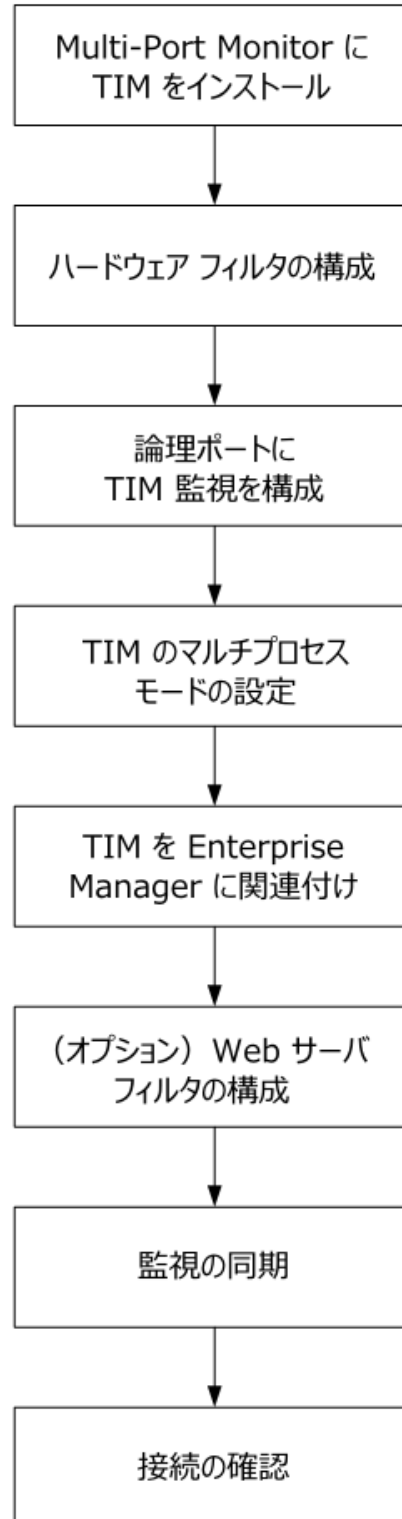 Multi-Port Monitor に
TIM をインストール
ハードウェア フィルタの構成
論理ポートに
TIM 監視を構成
TIM のマルチプロセス
モードの設定
TIM を Enterprise
Manager に関連付け
（オプション） Web サーバ
フィルタの構成
監視の同期
接続の確認